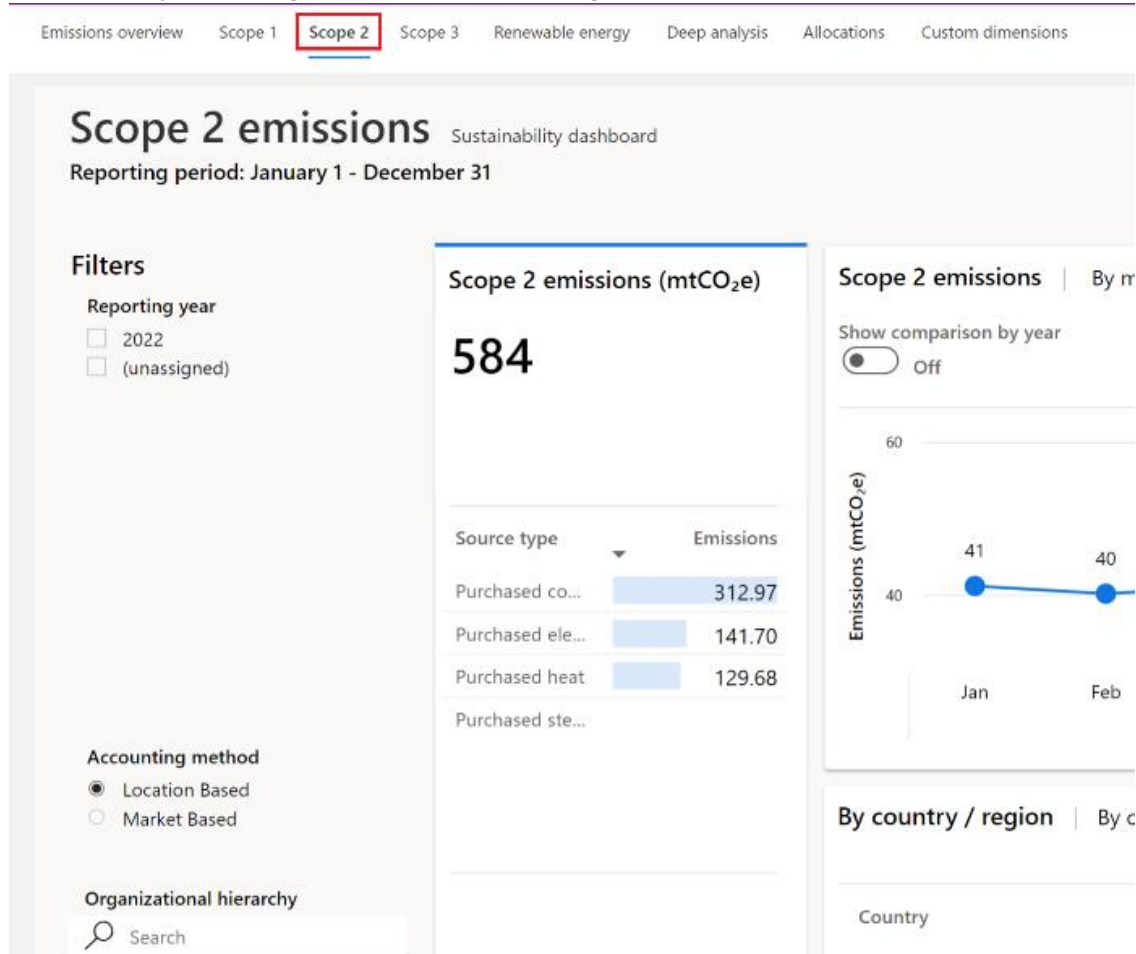 Emissions overview Scope 1 Scope 2 Scope 3 Renewable energy Deep analysis Allocations Custom dimensions
Scope 2 emissions Sustainability dashboard
Reporting period: January 1 - December 31
Filters
Reporting year
2022
(unassigned)
Accounting method
Location Based
Market Based
Organizational hierarchy
Search
Scope 2 emissions (mtCO₂e)
584
Source type Emissions
Purchased co... 312.97
Purchased ele... 141.70
Purchased heat 129.68
Purchased ste...
Scope 2 emissions | By m
Show comparison by year
Off
Emissions (mtCO₂e)
60
40
41
40
Jan Feb
By country / region | By c
Country